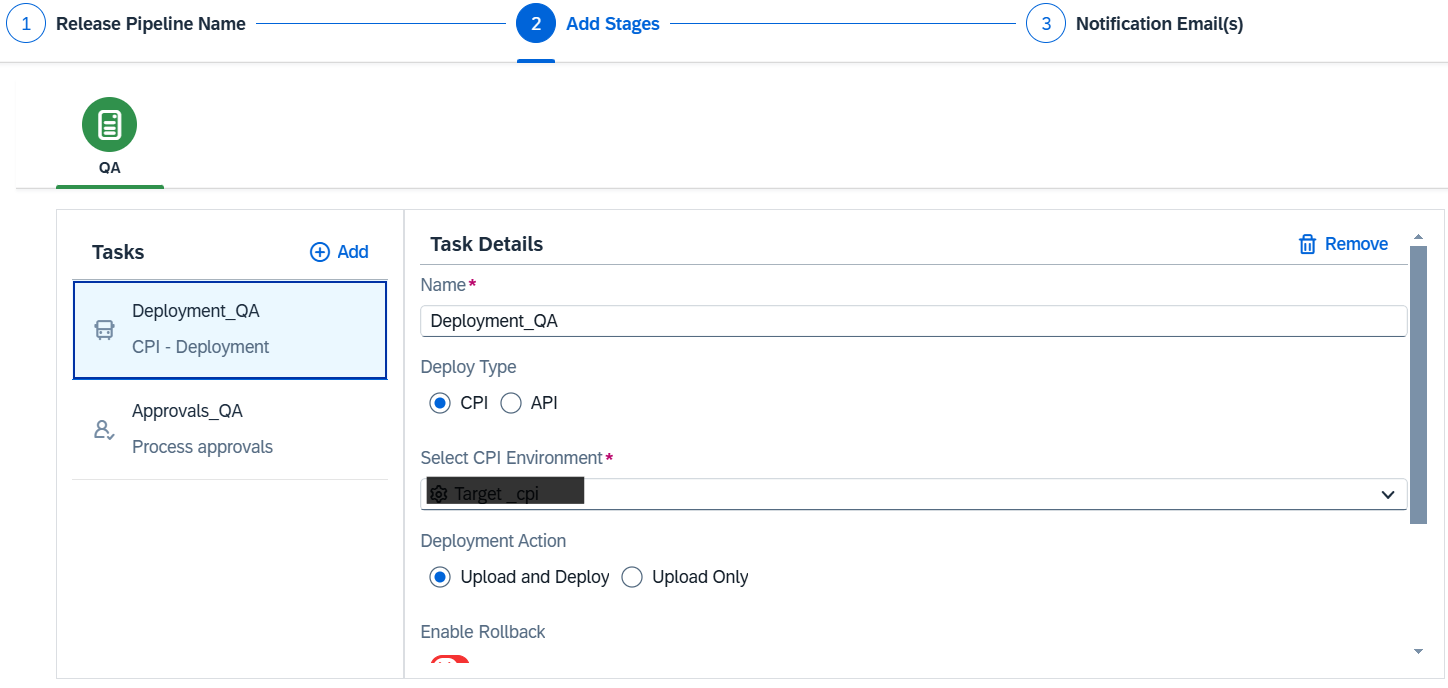 1 Release Pipeline Name 2 Add Stages 3 Notification Email(s)
QA
Tasks
Add
Deployment_QA
CPI - Deployment
Approvals_QA
Process approvals
Task Details
Remove
Name*
Deployment_QA
Deploy Type
CPI API
Select CPI Environment*
Target _cpi
Deployment Action
Upload and Deploy Upload Only
Enable Rollback